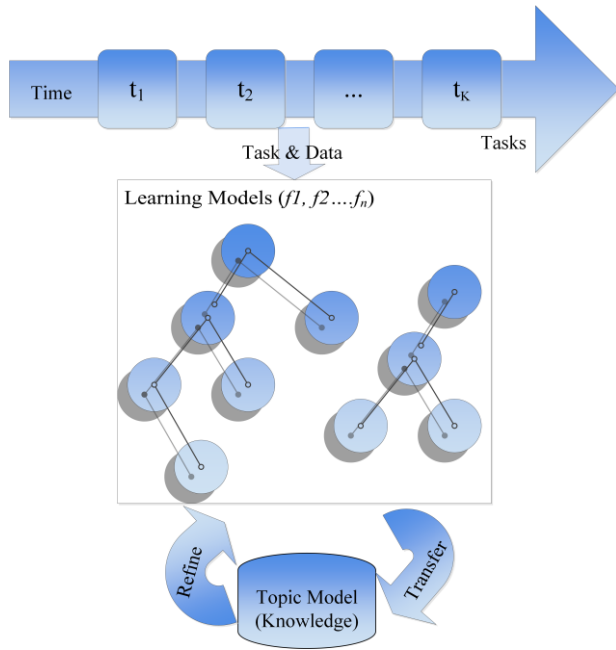 Time
t1
t2
...
tK
Tasks
Task & Data
Learning Models (f1, f2....fn)
Refine
Transfer
Topic Model
(Knowledge)